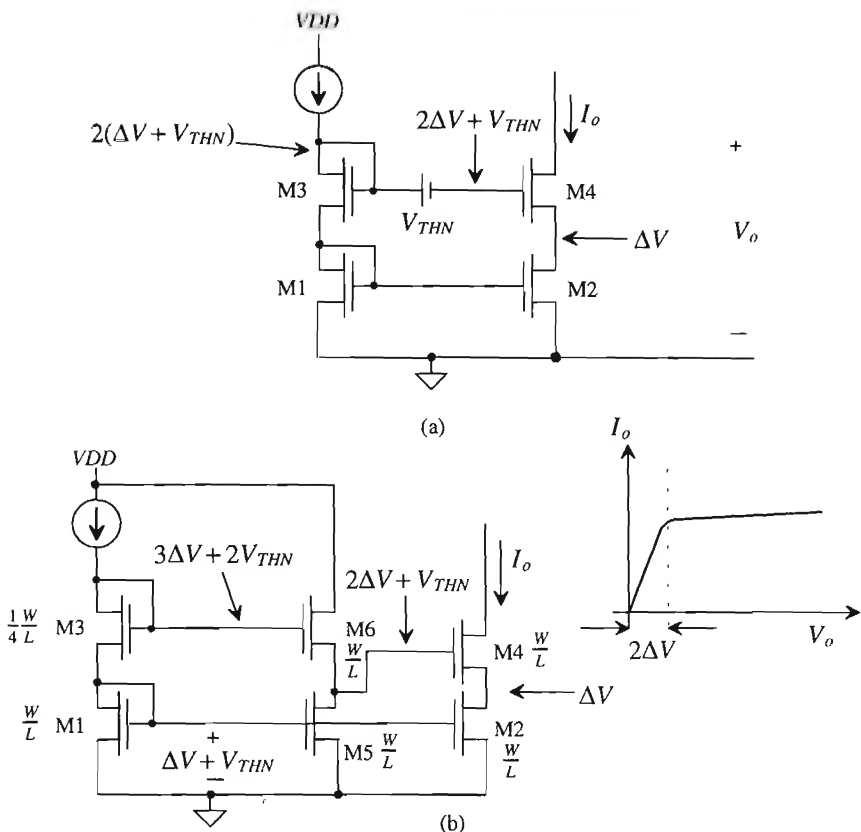 VDD
2(ΔV + V_THN)
2ΔV + V_THN
I_o
+
M3
M4
V_THN
ΔV
V_o
M1
M2
—
(a)
I_o
VDD
3ΔV + 2V_THN
2ΔV + V_THN
I_o
1/4 W/L M3
M6
W/L
M4 W/L
2ΔV
V_o
ΔV
W/L M1
+
ΔV + V_THN
—
M5 W/L
M2
W/L
(b)